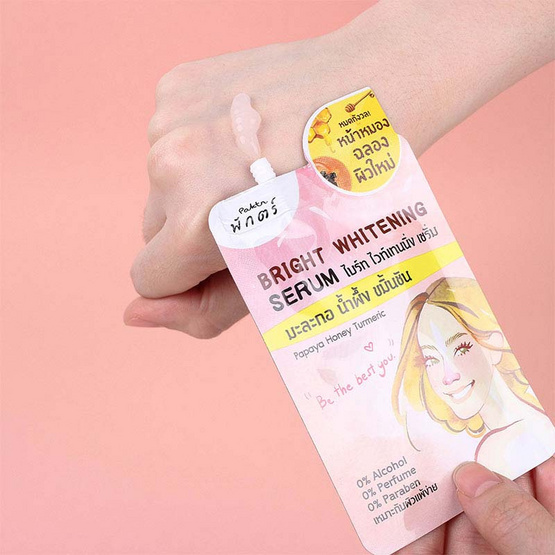 หมดกังวล!
หน้าหมอง
ฉลอง
ผิวใหม่
Paktr
พักตร์
BRIGHT WHITENING
SERUM ไบร์ท ไวท์เทนนิ่ง เซรั่ม
มะละกอ น้ำผึ้ง ขมิ้นชัน
Papaya Honey Turmeric
"Be the best you."
0% Alcohol
0% Perfume
0% Paraben
เหมาะกับผิวแพ้ง่าย